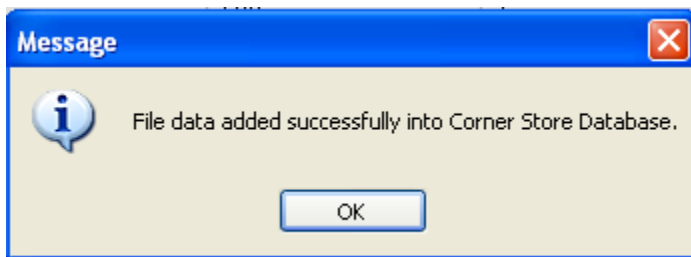 Message
File data added successfully into Corner Store Database.
OK